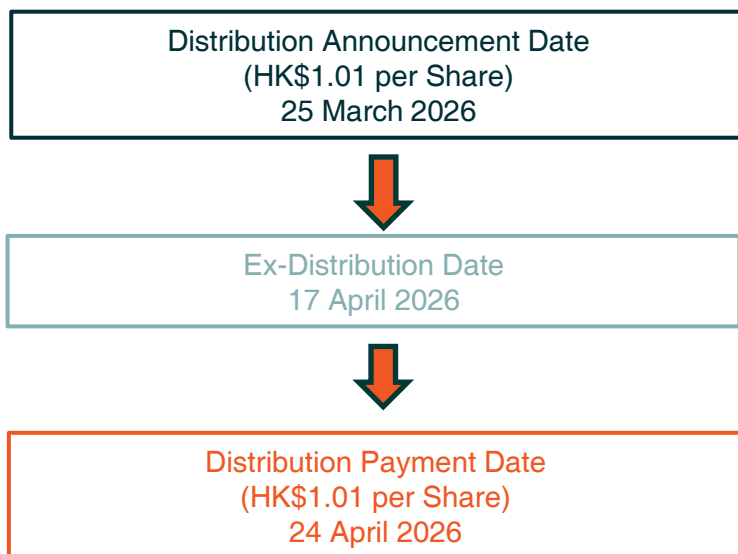 Distribution Announcement Date
(HK$1.01 per Share)
25 March 2026
Ex-Distribution Date
17 April 2026
Distribution Payment Date
(HK$1.01 per Share)
24 April 2026